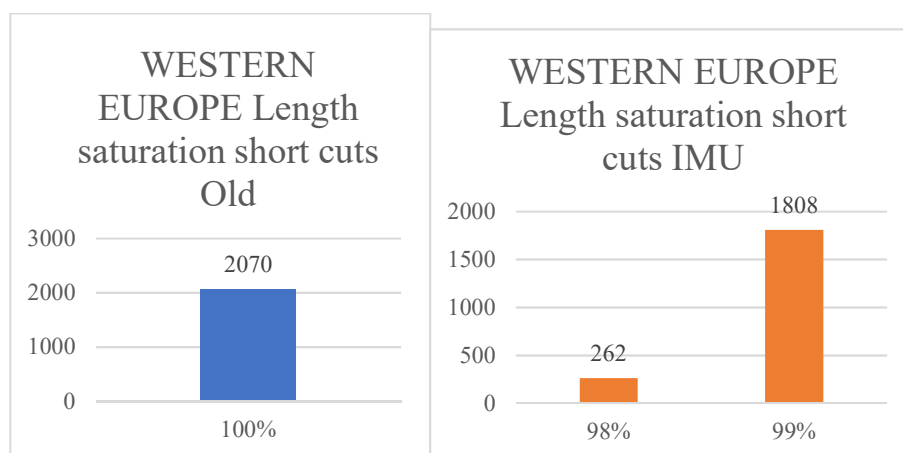 WESTERN
EUROPE Length
saturation short cuts
Old
3000
2070
2000
1000
0
100%
WESTERN EUROPE
Length saturation short
cuts IMU
2000
1808
1500
1000
500
262
0
98%
99%